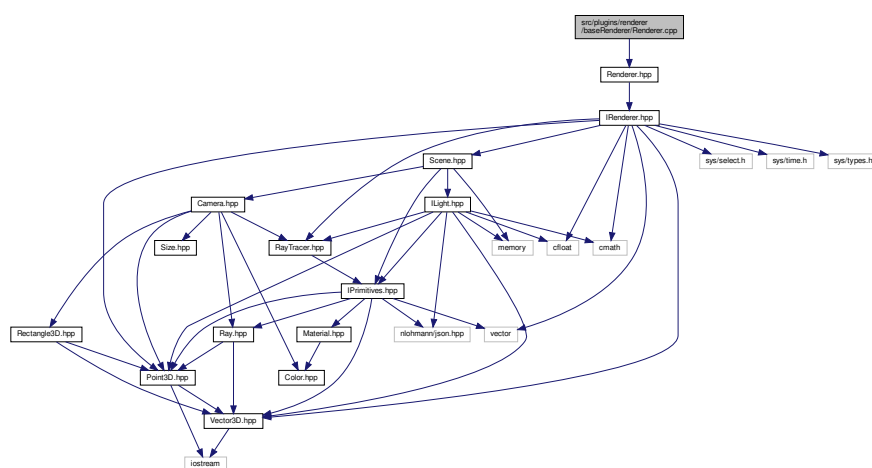 src/plugins/renderer
/baseRenderer/Renderer.cpp
Renderer.hpp
IRenderer.hpp
Scene.hpp
sys/select.h
sys/time.h
sys/types.h
Camera.hpp
ILight.hpp
Size.hpp
RayTracer.hpp
memory
cfloat
cmath
IPrimitives.hpp
Rectangle3D.hpp
Ray.hpp
Material.hpp
nlohmann/json.hpp
vector
Point3D.hpp
Color.hpp
Vector3D.hpp
iostream